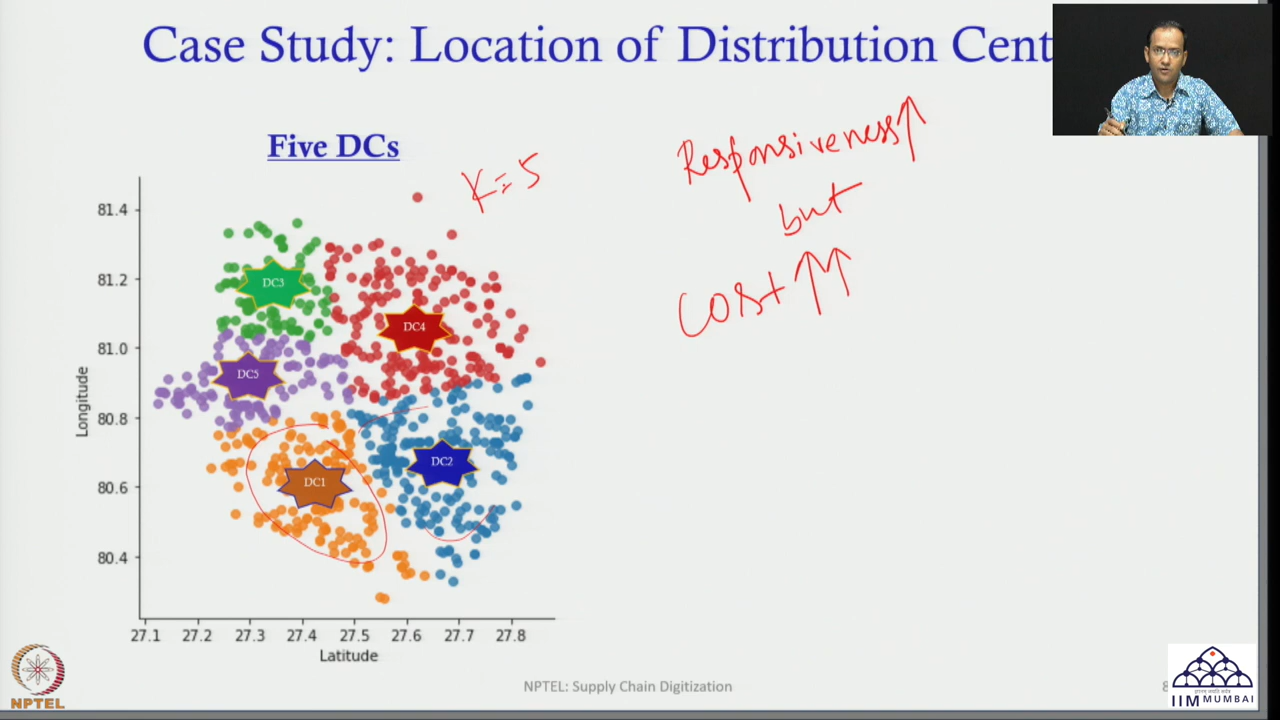 Case Study: Location of Distribution Cent
Five DCs
K=5
Responsiveness↑
but
Cost ↑↑
81.4
81.2
81.0
80.8
80.6
80.4
Longitude
DC3
DC4
DC5
DC2
DC1
27.1 27.2 27.3 27.4 27.5 27.6 27.7 27.8
Latitude
NPTEL
NPTEL: Supply Chain Digitization
8
IIM MUMBAI